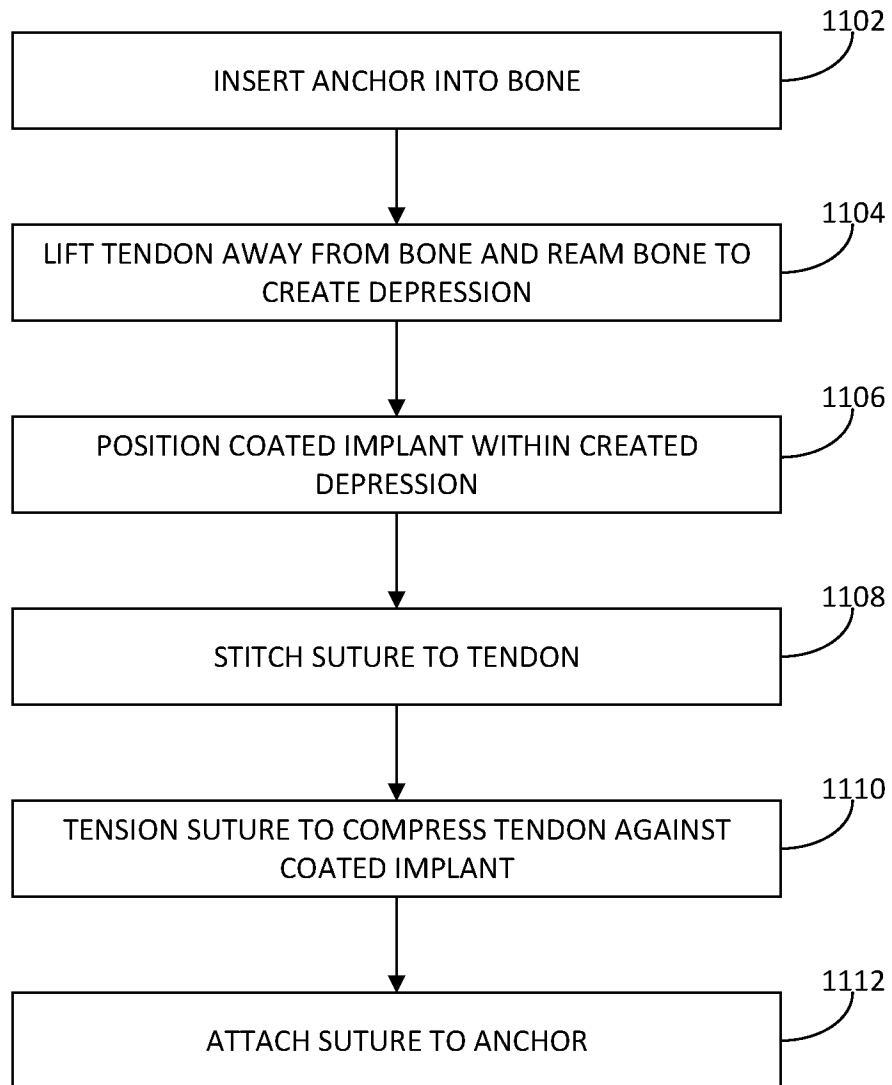 1102
INSERT ANCHOR INTO BONE
1104
LIFT TENDON AWAY FROM BONE AND REAM BONE TO
CREATE DEPRESSION
1106
POSITION COATED IMPLANT WITHIN CREATED
DEPRESSION
1108
STITCH SUTURE TO TENDON
1110
TENSION SUTURE TO COMPRESS TENDON AGAINST
COATED IMPLANT
1112
ATTACH SUTURE TO ANCHOR